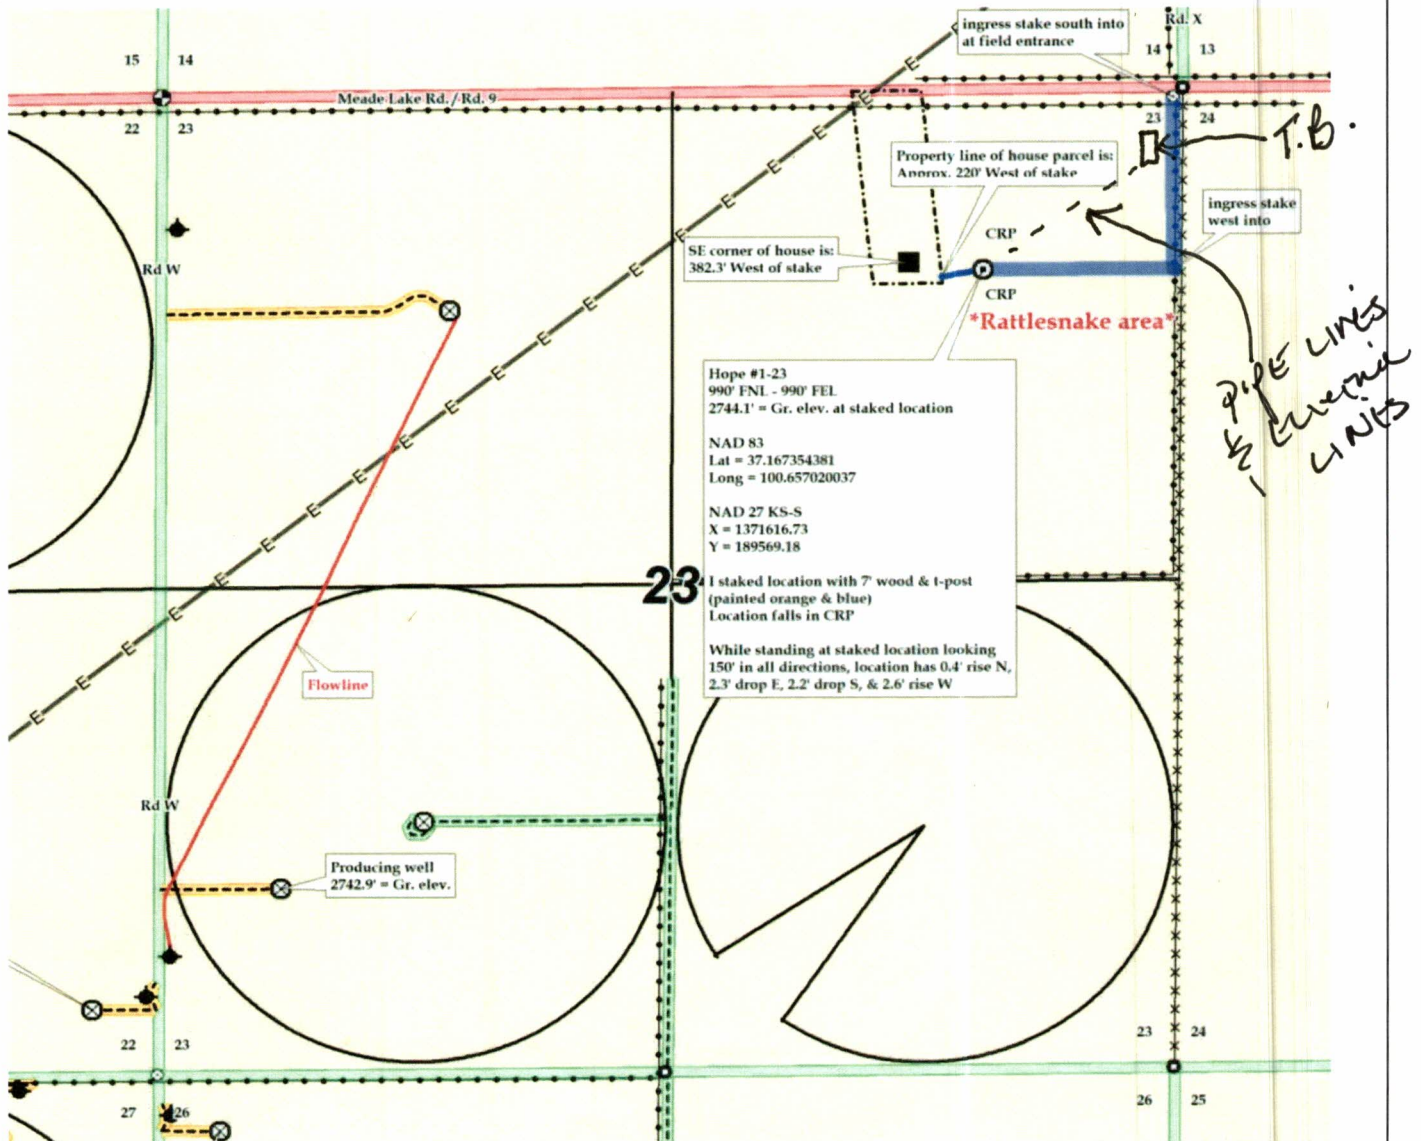 ingress stake south into
at field entrance
Rd. X
15 14
14 13
Meade Lake Rd./Rd. 9
22 23
23 24
T.B.
Property line of house parcel is:
Approx. 220' West of stake
ingress stake
west into
CRP
SE corner of house is:
382.3' West of stake
Rd W
CRP
*Rattlesnake area*
PIPE LINES
& Electric
LINES
Hope #1-23
990' FNL - 990' FEL
2744.1' = Gr. elev. at staked location
NAD 83
Lat = 37.167354381
Long = 100.657020037
NAD 27 KS-S
X = 1371616.73
Y = 189569.18
23
I staked location with 7' wood & t-post
(painted orange & blue)
Location falls in CRP
While standing at staked location looking
150' in all directions, location has 0.4' rise N,
2.3' drop E, 2.2' drop S, & 2.6' rise W
E E E E E E E E E E E E E E E E E E E E
Flowline
Rd W
Producing well
2742.9' = Gr. elev.
22 23
23 24
27 26
26 25